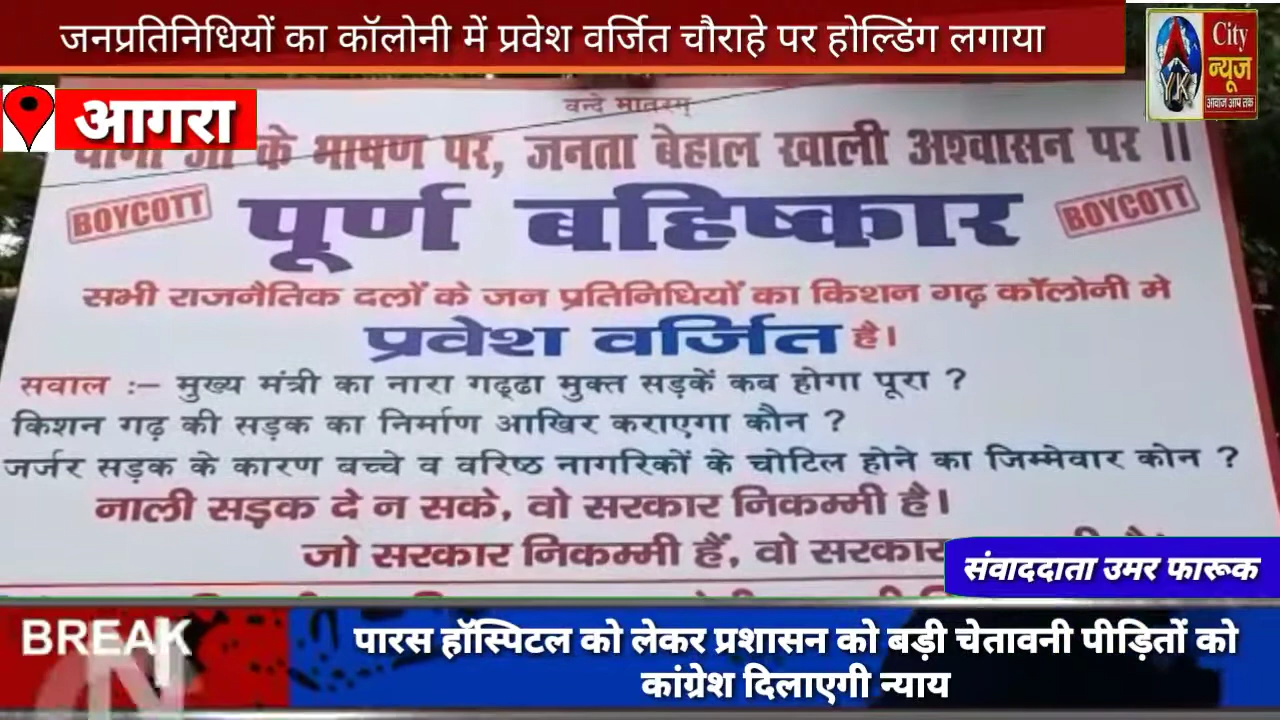 जनप्रतिनिधियों का कॉलोनी में प्रवेश वर्जित चौराहे पर होल्डिंग लगाया
City
न्यूज
YK
आवाज आप तक
आगरा
वन्दे मातरम्
के भाषण पर, जनता बेहाल खाली अश्वासन पर ||
BOYCOTT
पूर्ण बहिष्कार
BOYCOTT
सभी राजनैतिक दलों के जन प्रतिनिधियों का किशन गढ़ कॉलोनी मे
प्रवेश वर्जित है।
सवाल :– मुख्य मंत्री का नारा गढ्ढा मुक्त सड़कें कब होगा पूरा ?
किशन गढ़ की सड़क का निर्माण आखिर कराएगा कौन ?
जर्जर सड़क के कारण बच्चे व वरिष्ठ नागरिकों के चोटिल होने का जिम्मेवार कोन ?
नाली सड़क दे न सके, वो सरकार निकम्मी है।
जो सरकार निकम्मी हैं, वो सरकार
संवाददाता उमर फारूक
BREAK
पारस हॉस्पिटल को लेकर प्रशासन को बड़ी चेतावनी पीड़ितों को
कांग्रेश दिलाएगी न्याय